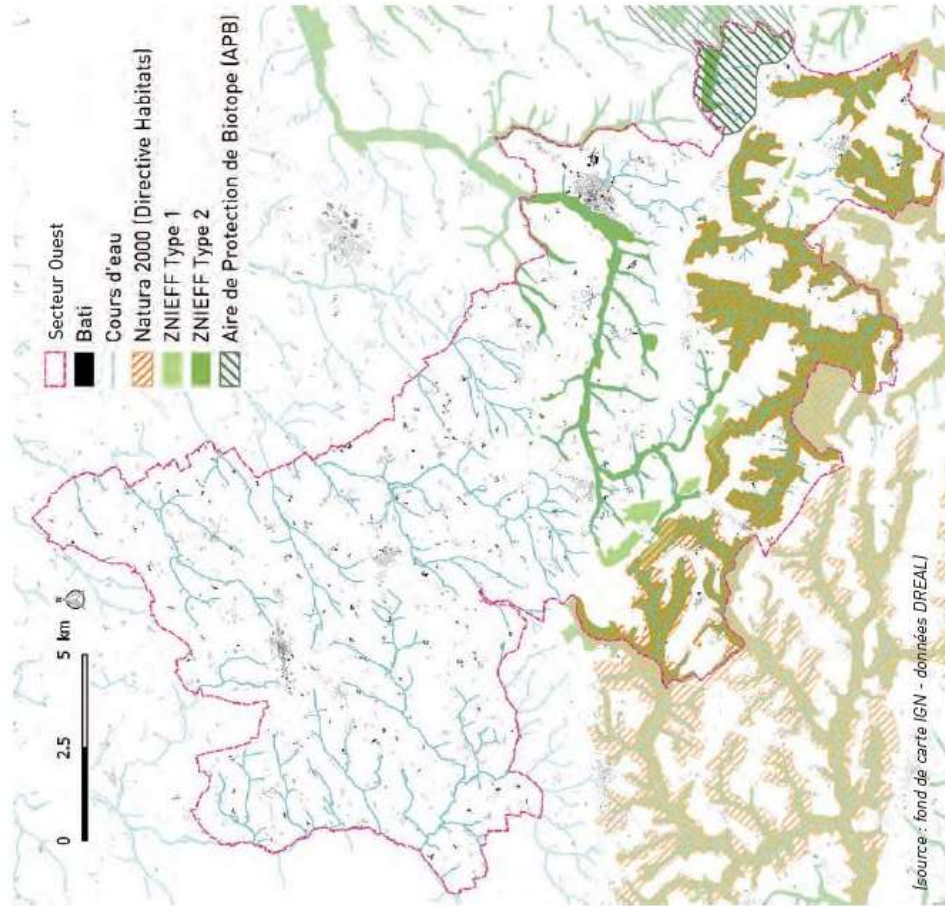 0 2.5 5 km
N
Secteur Ouest
Bati
Cours d'eau
Natura 2000 (Directive Habitats)
ZNIEFF Type 1
ZNIEFF Type 2
Aire de Protection de Biotope (APB)
(source : fond de carte IGN - données DREAL)